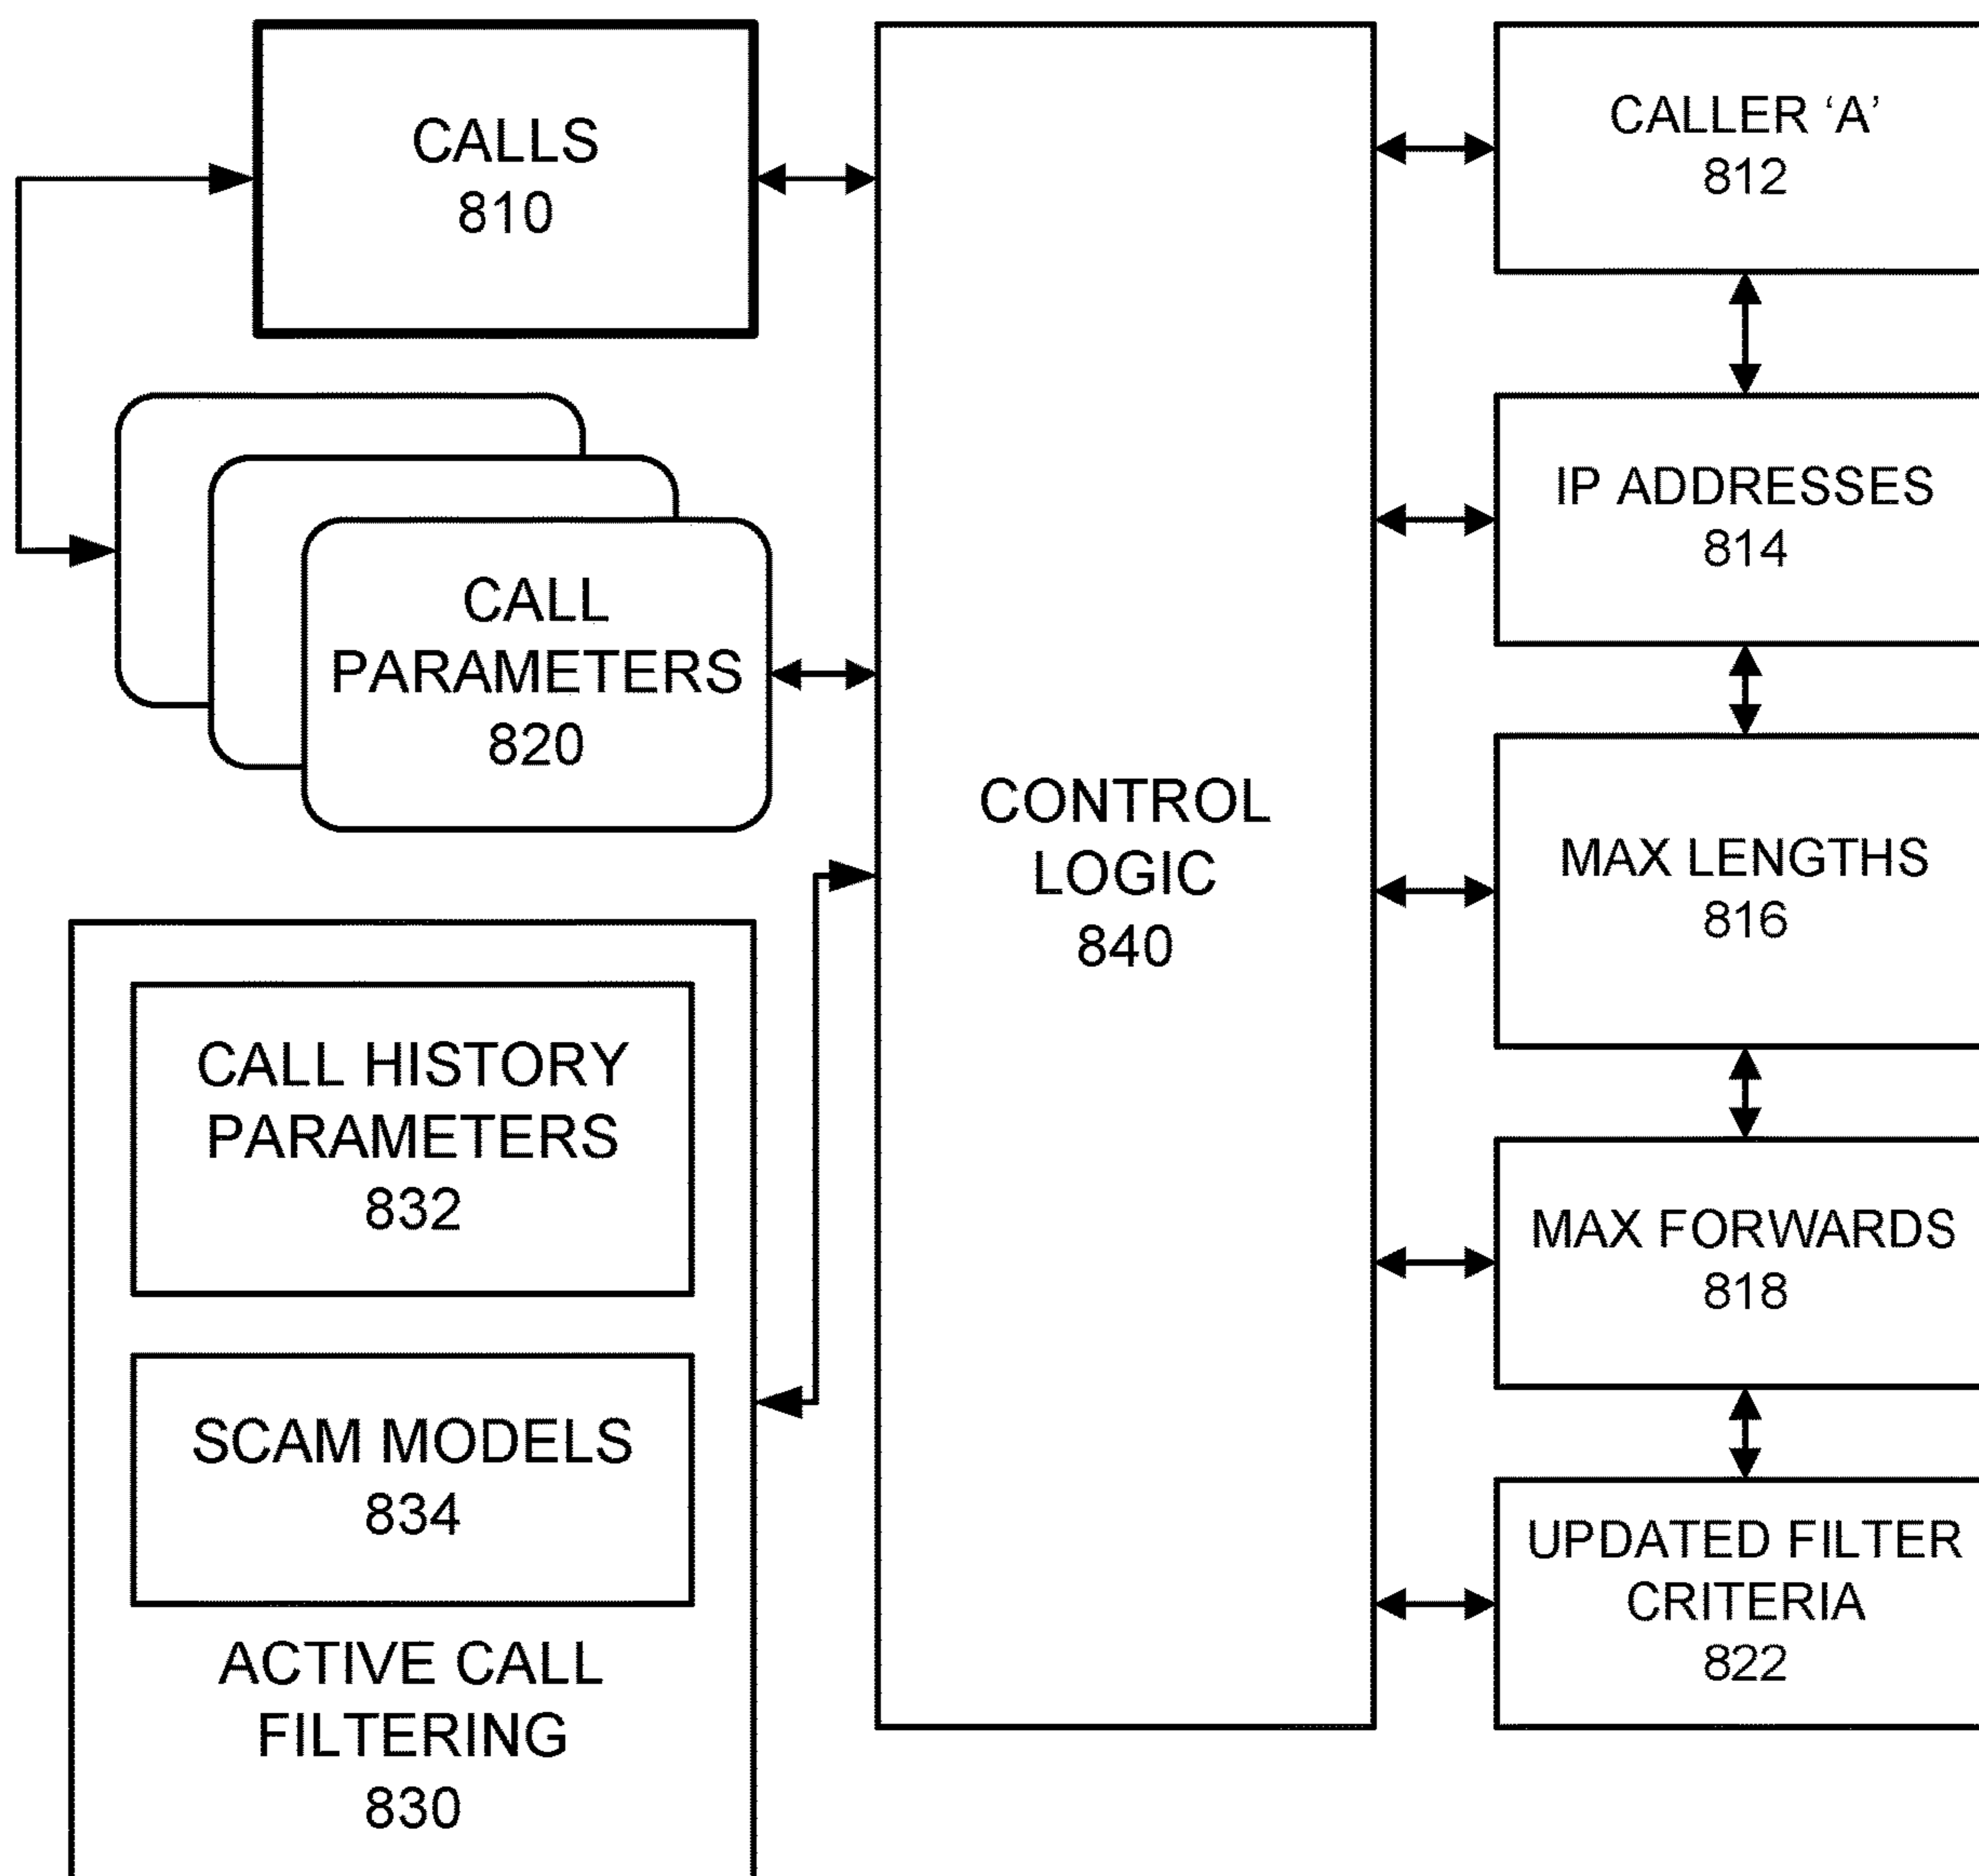 CALLS
810
CALL
PARAMETERS
820
CALL HISTORY
PARAMETERS
832
SCAM MODELS
834
ACTIVE CALL
FILTERING
830
CONTROL
LOGIC
840
CALLER ‘A’
812
IP ADDRESSES
814
MAX LENGTHS
816
MAX FORWARDS
818
UPDATED FILTER
CRITERIA
822